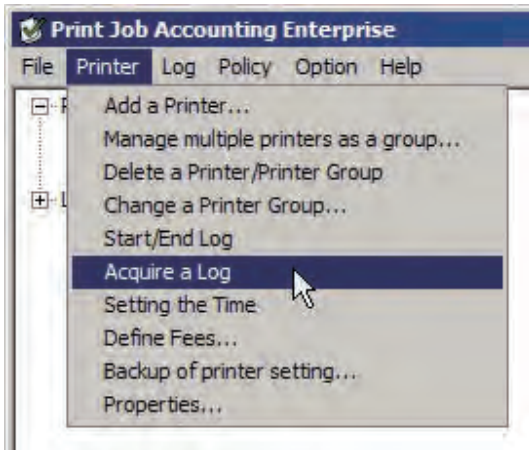 Print Job Accounting Enterprise
File Printer Log Policy Option Help
Add a Printer...
Manage multiple printers as a group...
Delete a Printer/Printer Group
Change a Printer Group...
Start/End Log
Acquire a Log
Setting the Time
Define Fees...
Backup of printer setting...
Properties...